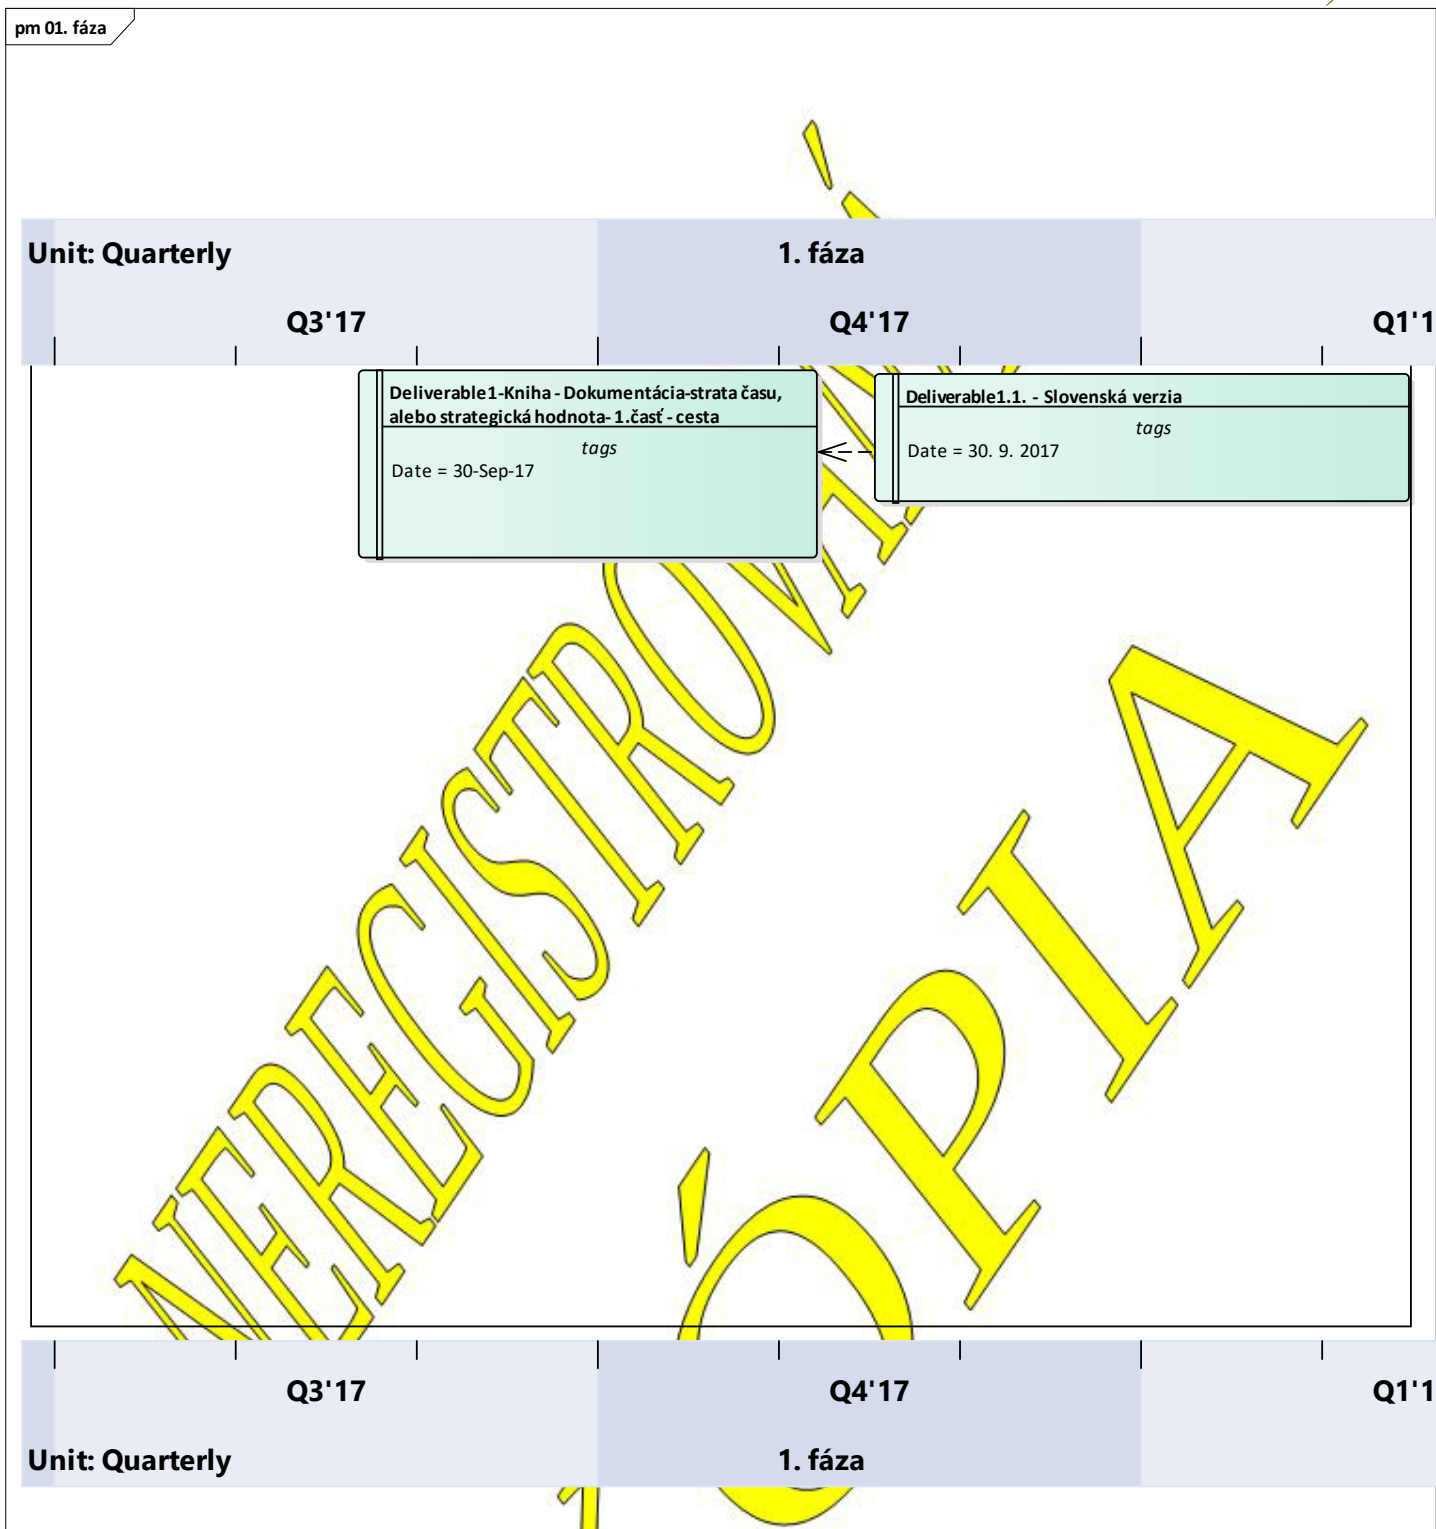 pm 01. fáza
Unit: Quarterly 1. fáza
Q3'17 Q4'17 Q1'1
Deliverable1-Kniha - Dokumentácia-strata času,
alebo strategická hodnota- 1.časť - cesta
tags
Date = 30-Sep-17
Deliverable1.1. - Slovenská verzia
tags
Date = 30. 9. 2017
KÓPIA
Q3'17 Q4'17 Q1'1
Unit: Quarterly 1. fáza